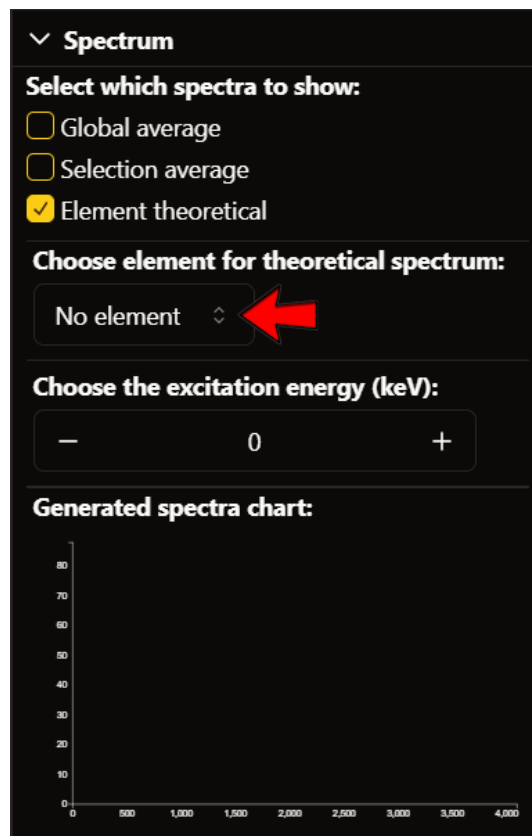 Spectrum
Select which spectra to show:
Global average
Selection average
Element theoretical
Choose element for theoretical spectrum:
No element
Choose the excitation energy (keV):
− 0 +
Generated spectra chart:
80
70
60
50
40
30
20
10
0
0 500 1,000 1,500 2,000 2,500 3,000 3,500 4,000